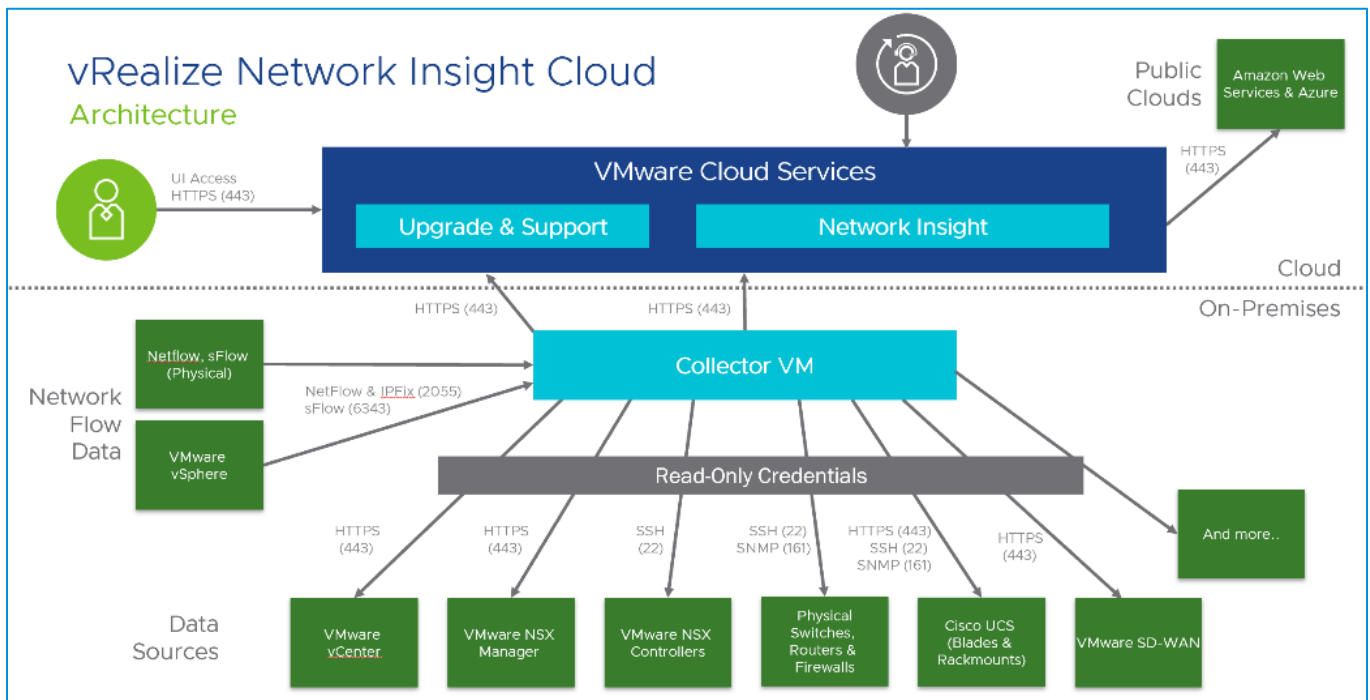 vRealize Network Insight Cloud
Architecture
Public
Clouds
Amazon Web
Services & Azure
UI Access
HTTPS (443)
VMware Cloud Services
Upgrade & Support
Network Insight
HTTPS
(443)
Cloud
On-Premises
HTTPS (443)
HTTPS (443)
Network
Flow
Data
Netflow, sFlow
(Physical)
VMware
vSphere
NetFlow & IPFix (2055)
sFlow (6343)
Collector VM
Read-Only Credentials
HTTPS
(443)
HTTPS
(443)
SSH
(22)
SSH (22)
SNMP (161)
HTTPS (443)
SSH (22)
SNMP (161)
HTTPS
(443)
And more..
Data
Sources
VMware
vCenter
VMware NSX
Manager
VMware NSX
Controllers
Physical
Switches,
Routers &
Firewalls
Cisco UCS
(Blades &
Rackmounts)
VMware SD-WAN